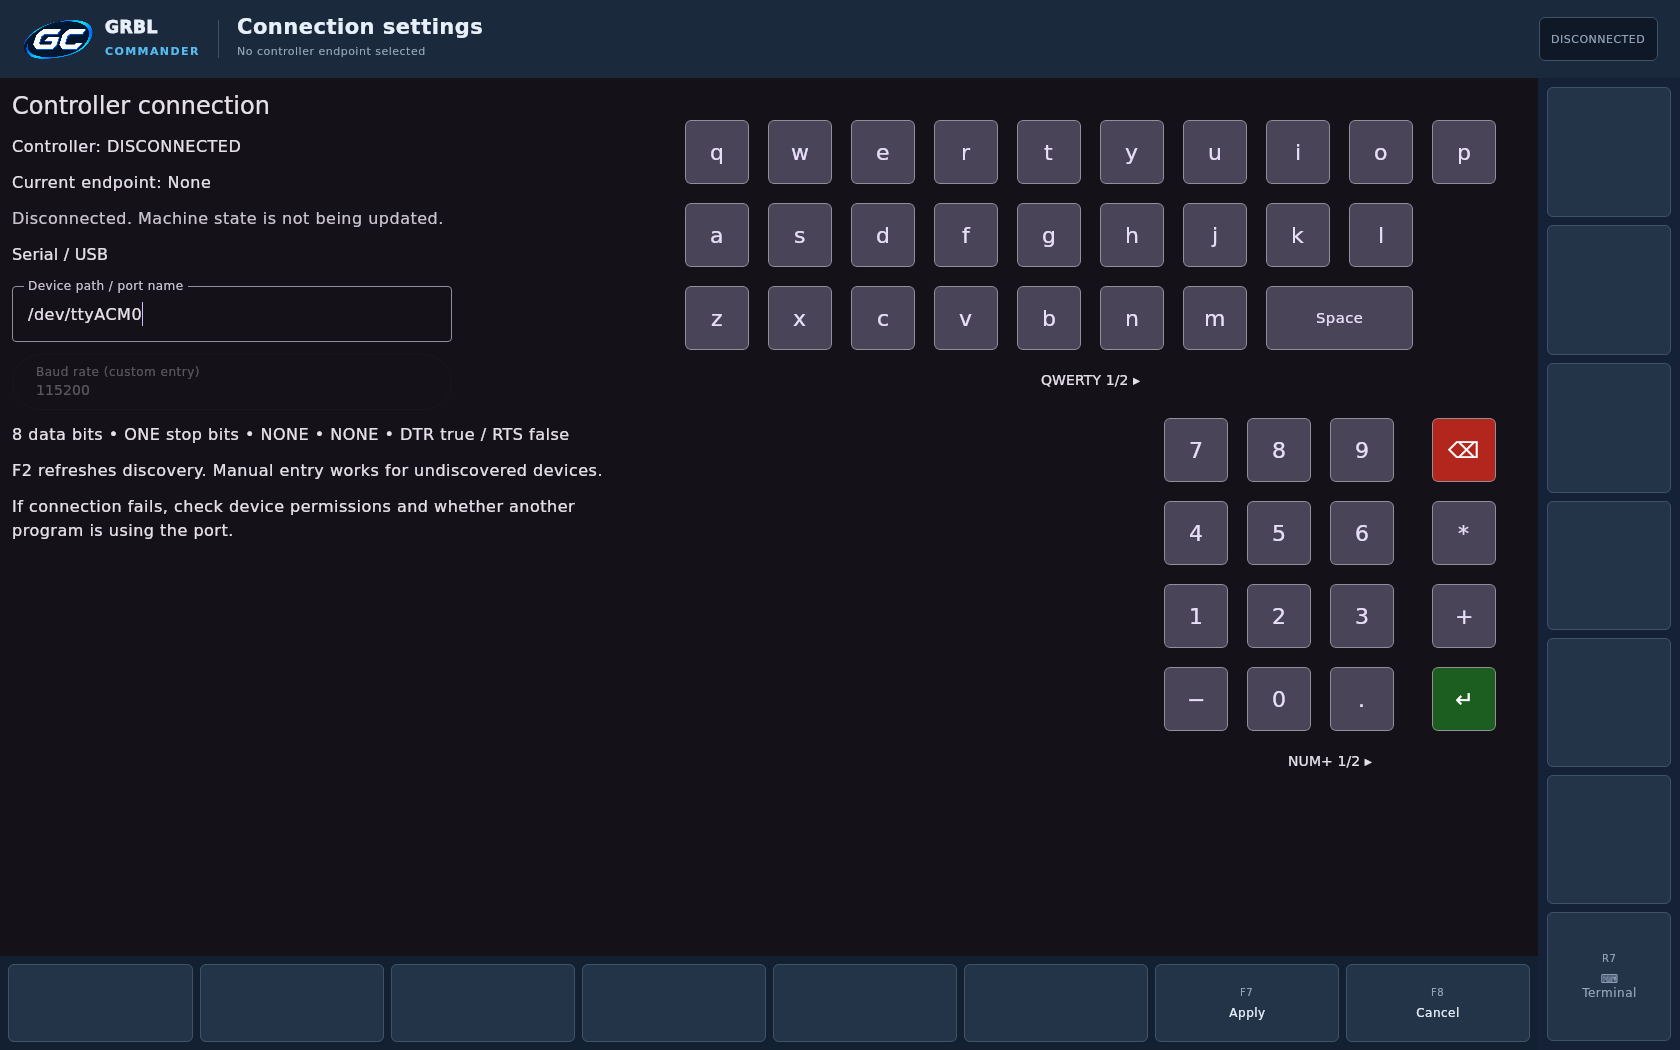 GC
GRBL
COMMANDER
Connection settings
No controller endpoint selected
DISCONNECTED
Controller connection
Controller: DISCONNECTED
Current endpoint: None
Disconnected. Machine state is not being updated.
Serial / USB
Device path / port name
/dev/ttyACM0
Baud rate (custom entry)
115200
8 data bits • ONE stop bits • NONE • NONE • DTR true / RTS false
F2 refreshes discovery. Manual entry works for undiscovered devices.
If connection fails, check device permissions and whether another
program is using the port.
q w e r t y u i o p
a s d f g h j k l
z x c v b n m Space
QWERTY 1/2 ▸
7 8 9 ⌫
4 5 6 *
1 2 3 +
− 0 . ↵
NUM+ 1/2 ▸
R7
⌨
Terminal
F7
Apply
F8
Cancel